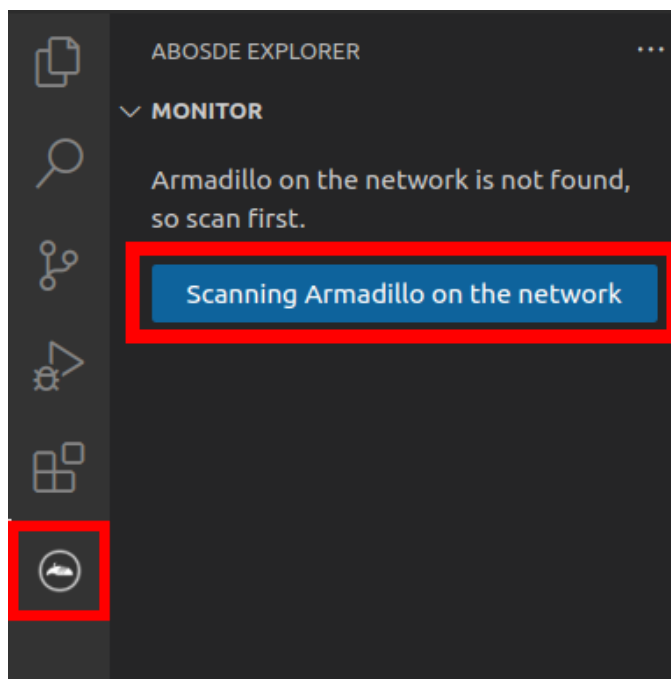 ABOSDE EXPLORER
MONITOR
Armadillo on the network is not found,
so scan first.
Scanning Armadillo on the network